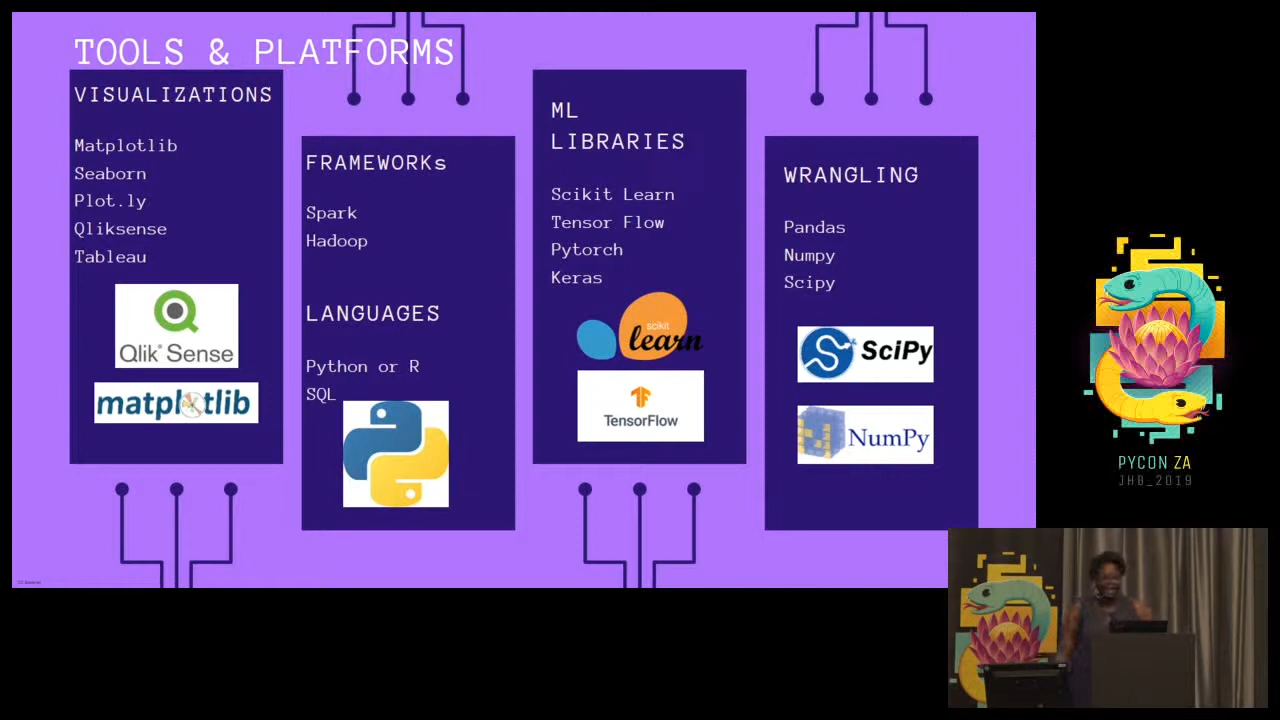 TOOLS & PLATFORMS
VISUALIZATIONS
Matplotlib
Seaborn
Plot.ly
Qliksense
Tableau
Qlik Sense
matplotlib
FRAMEWORKs
Spark
Hadoop
LANGUAGES
Python or R
SQL
ML
LIBRARIES
Scikit Learn
Tensor Flow
Pytorch
Keras
scikit
learn
TensorFlow
WRANGLING
Pandas
Numpy
Scipy
SciPy
NumPy
PYCON ZA
JHB_2019